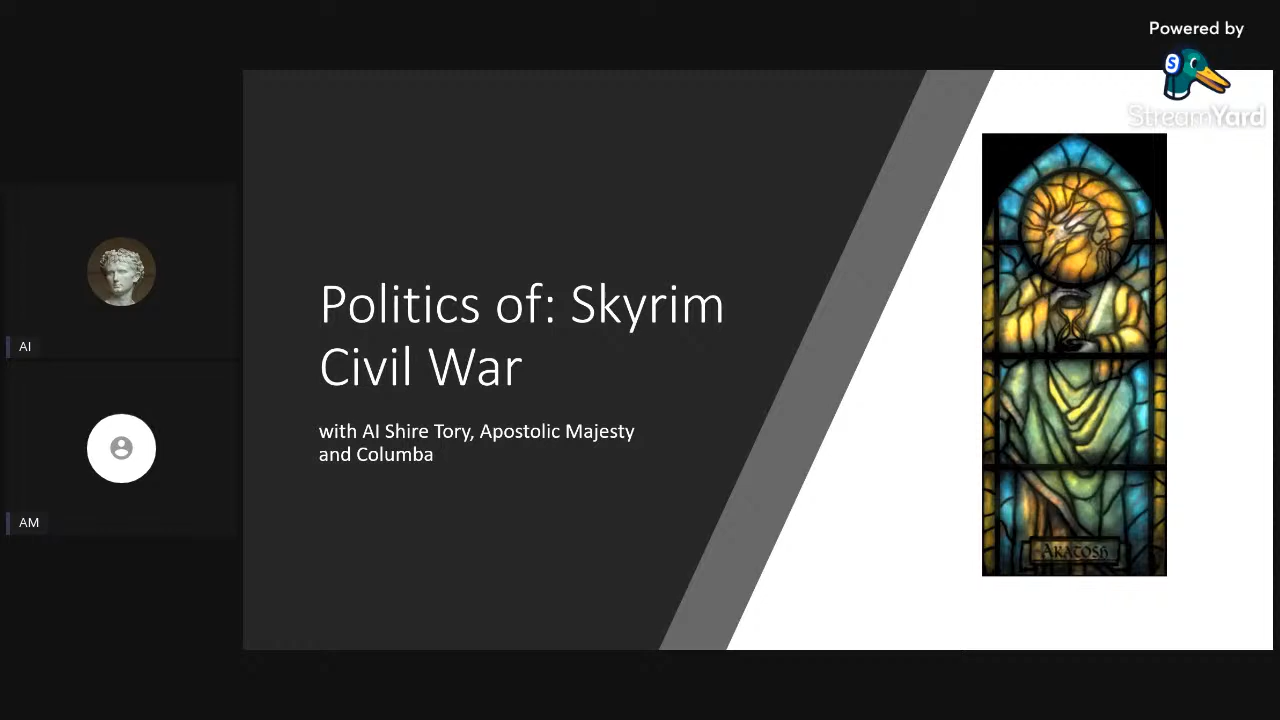 Powered by
S
StreamYard
AI
AM
Politics of: Skyrim
Civil War
with AI Shire Tory, Apostolic Majesty
and Columba
AKATOSH